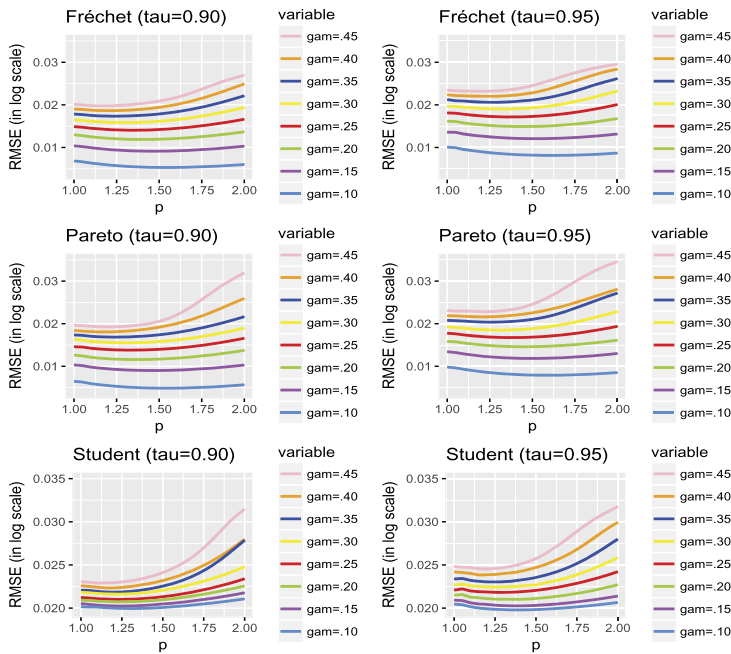 Fréchet (tau=0.90)
RMSE (in log scale)
0.03
0.02
0.01
1.00 1.25 1.50 1.75 2.00
p
variable
gam=.45
gam=.40
gam=.35
gam=.30
gam=.25
gam=.20
gam=.15
gam=.10
Fréchet (tau=0.95)
RMSE (in log scale)
0.03
0.02
0.01
1.00 1.25 1.50 1.75 2.00
p
variable
gam=.45
gam=.40
gam=.35
gam=.30
gam=.25
gam=.20
gam=.15
gam=.10
Pareto (tau=0.90)
RMSE (in log scale)
0.03
0.02
0.01
1.00 1.25 1.50 1.75 2.00
p
variable
gam=.45
gam=.40
gam=.35
gam=.30
gam=.25
gam=.20
gam=.15
gam=.10
Pareto (tau=0.95)
RMSE (in log scale)
0.03
0.02
0.01
1.00 1.25 1.50 1.75 2.00
p
variable
gam=.45
gam=.40
gam=.35
gam=.30
gam=.25
gam=.20
gam=.15
gam=.10
Student (tau=0.90)
RMSE (in log scale)
0.035
0.030
0.025
0.020
1.00 1.25 1.50 1.75 2.00
p
variable
gam=.45
gam=.40
gam=.35
gam=.30
gam=.25
gam=.20
gam=.15
gam=.10
Student (tau=0.95)
RMSE (in log scale)
0.035
0.030
0.025
0.020
1.00 1.25 1.50 1.75 2.00
p
variable
gam=.45
gam=.40
gam=.35
gam=.30
gam=.25
gam=.20
gam=.15
gam=.10